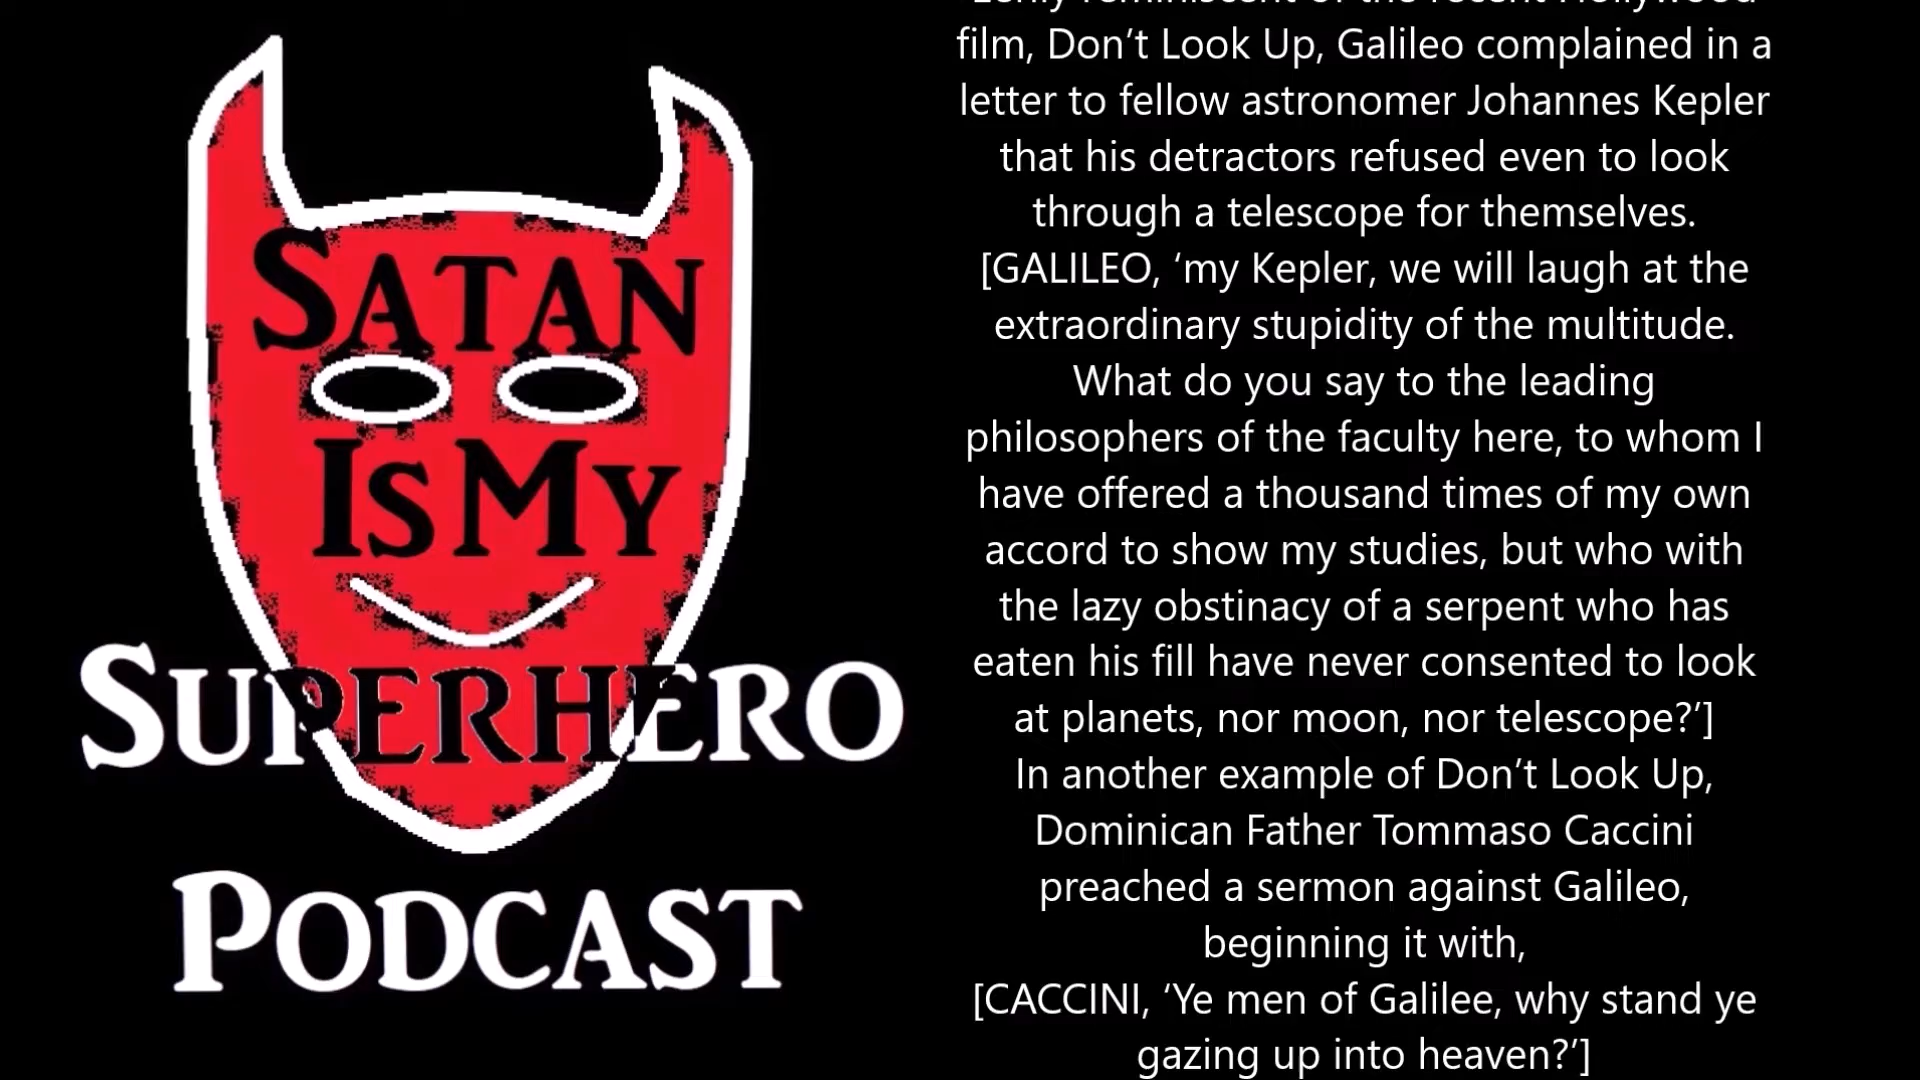 SATAN
IS MY
SUPERHERO
PODCAST
reminiscent of the recent Hollywood
film, Don’t Look Up, Galileo complained in a
letter to fellow astronomer Johannes Kepler
that his detractors refused even to look
through a telescope for themselves.
[GALILEO, ‘my Kepler, we will laugh at the
extraordinary stupidity of the multitude.
What do you say to the leading
philosophers of the faculty here, to whom I
have offered a thousand times of my own
accord to show my studies, but who with
the lazy obstinacy of a serpent who has
eaten his fill have never consented to look
at planets, nor moon, nor telescope?’]
In another example of Don’t Look Up,
Dominican Father Tommaso Caccini
preached a sermon against Galileo,
beginning it with,
[CACCINI, ‘Ye men of Galilee, why stand ye
gazing up into heaven?’]